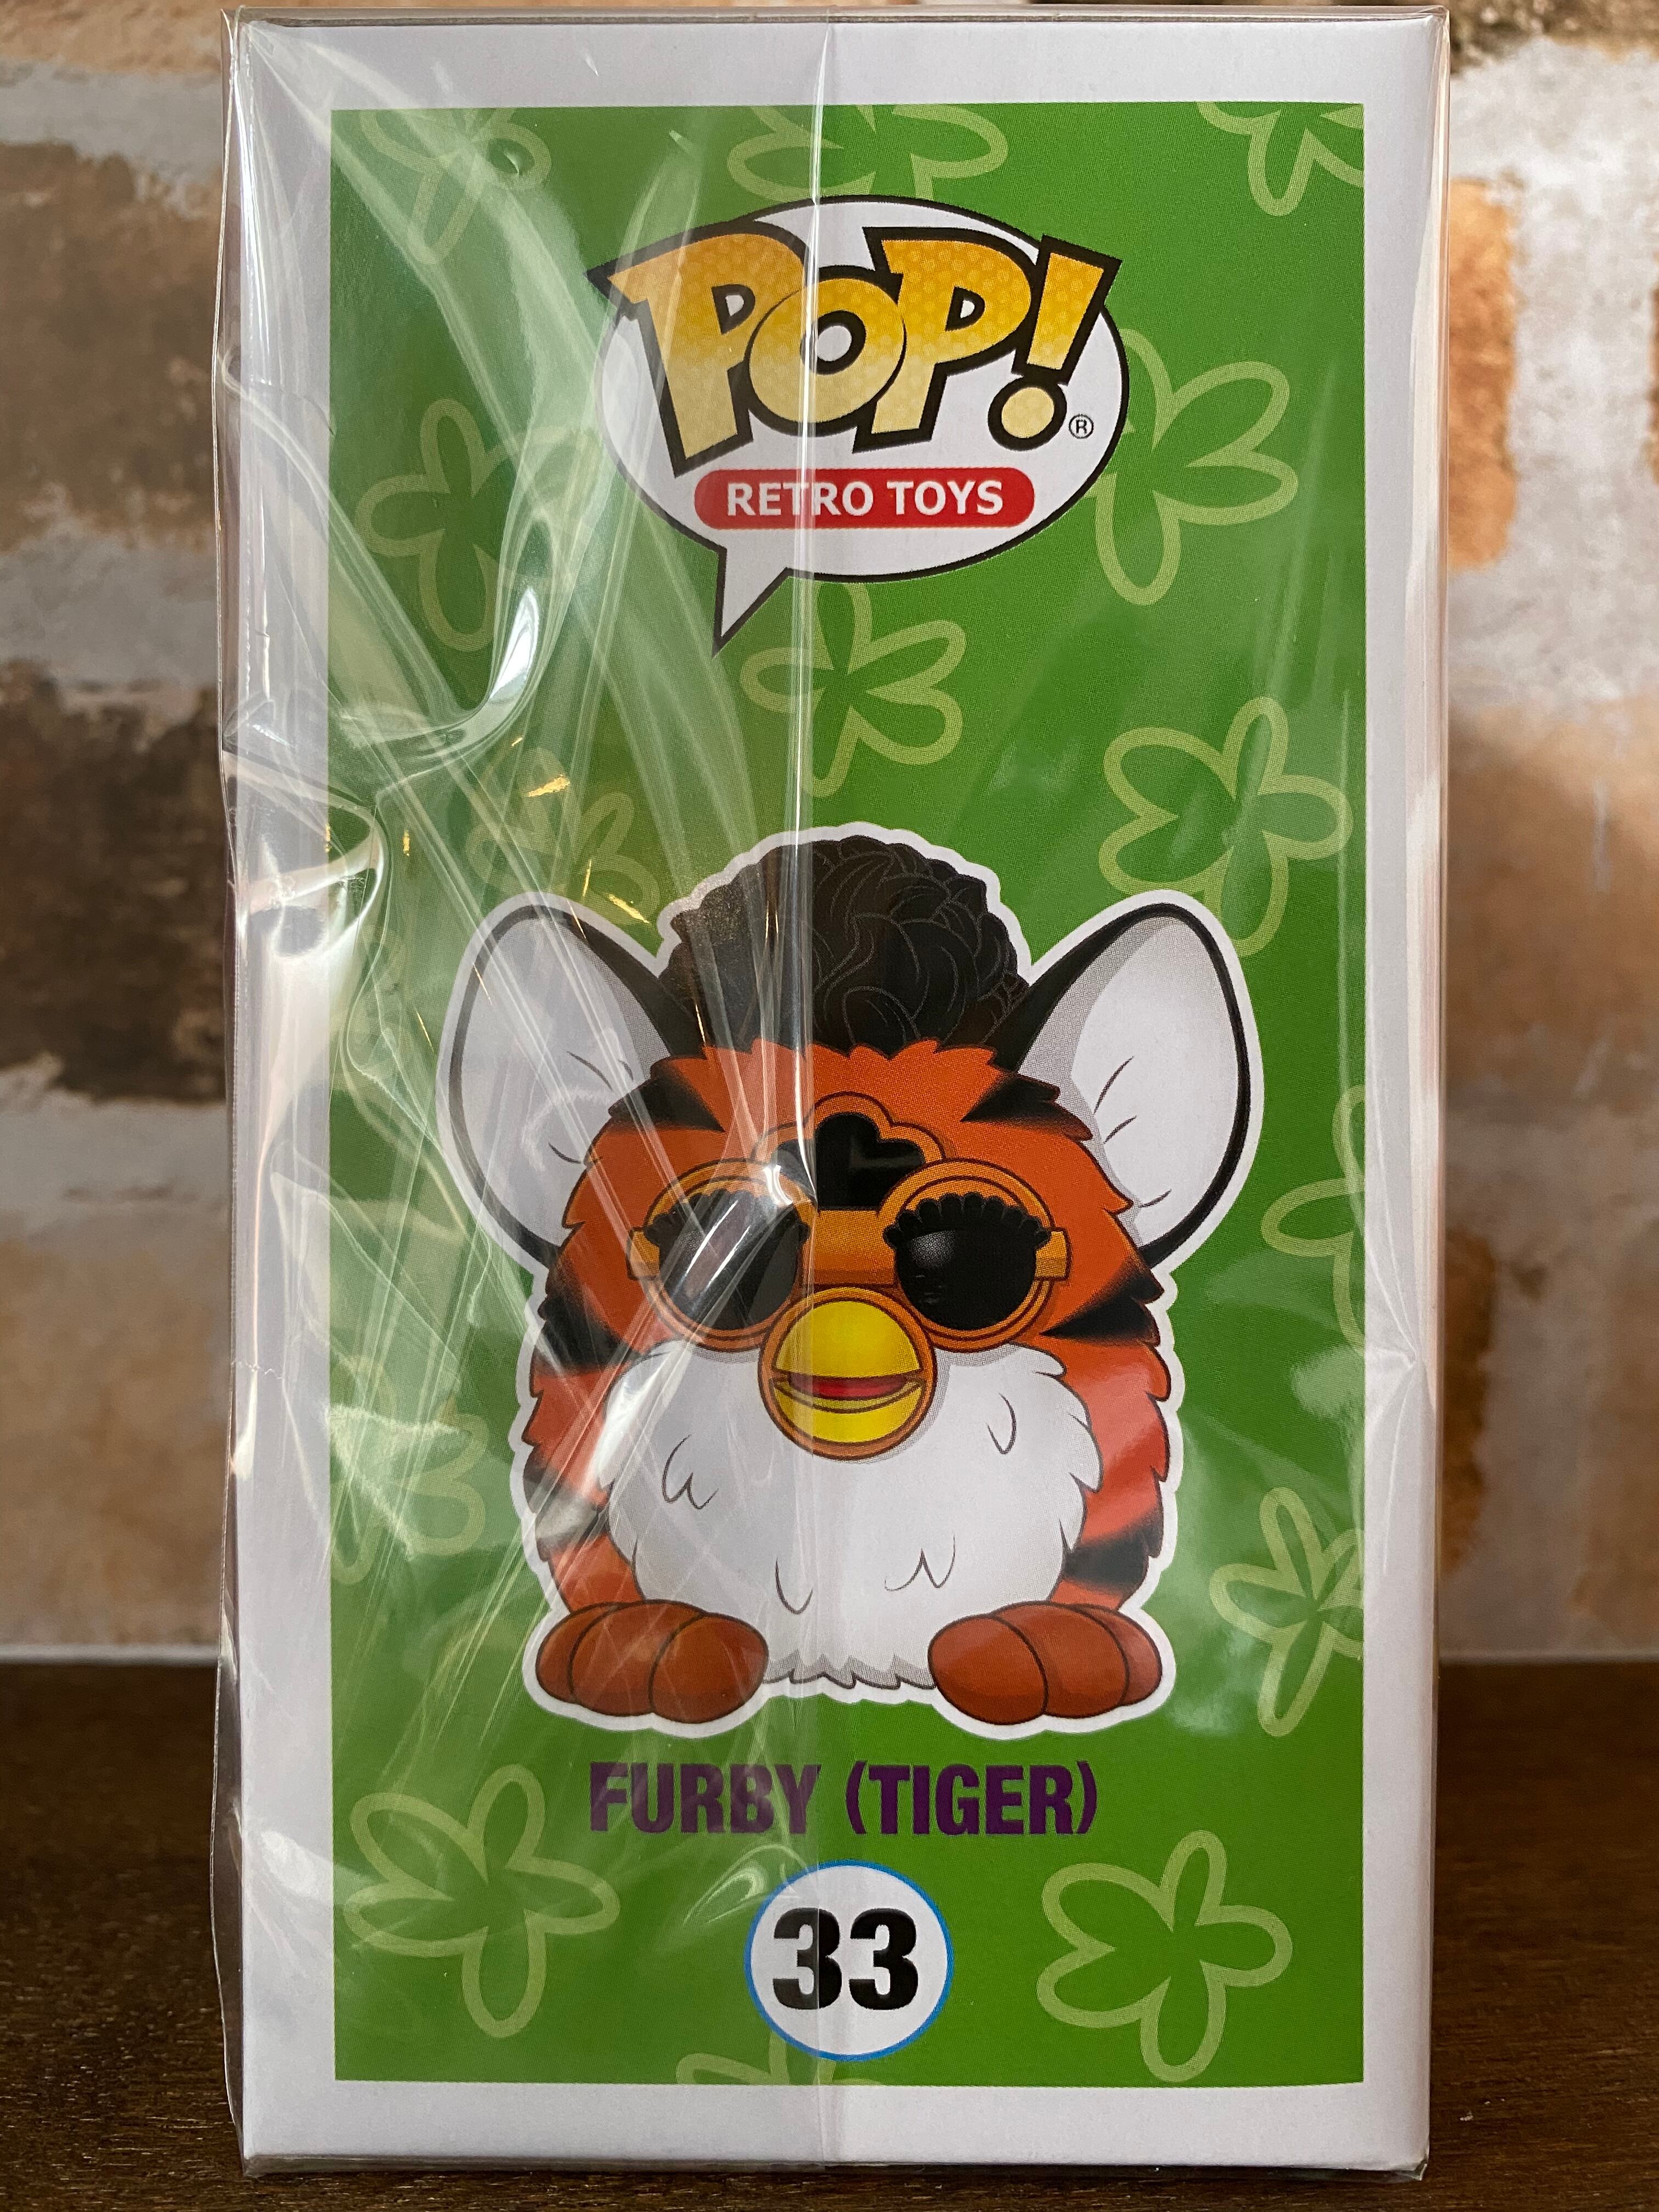 POP!®
RETRO TOYS
FURBY (TIGER)
33